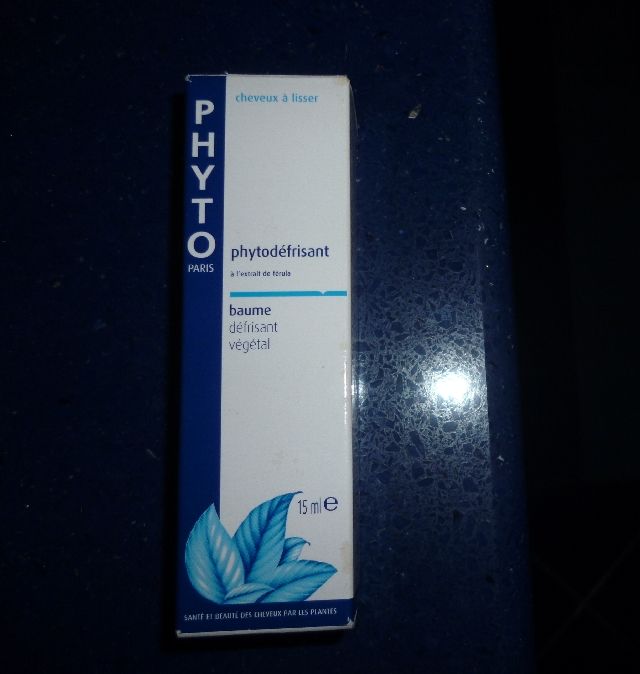 PHYTO
PARIS
cheveux à lisser
phytodéfrisant
à l'extrait de férula
baume
défrisant
végétal
15 ml e
SANTÉ ET BEAUTÉ DES CHEVEUX PAR LES PLANTES